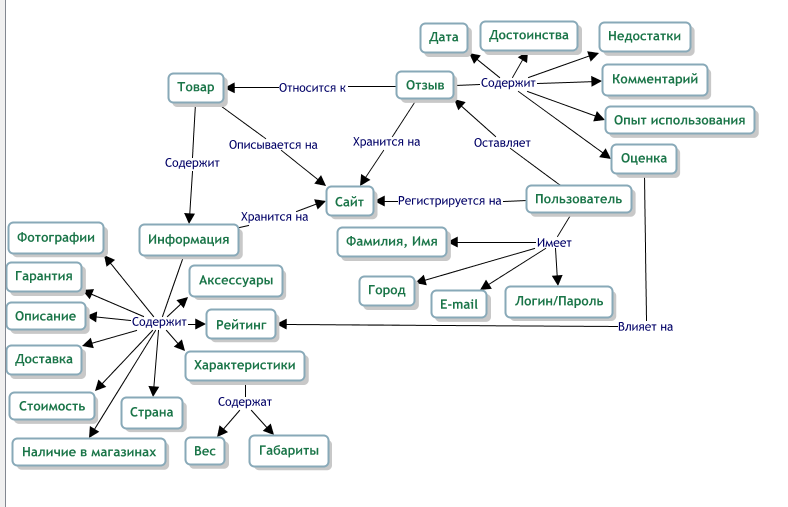 Дата
Достоинства
Недостатки
Товар
Относится к
Отзыв
Содержит
Комментарий
Опыт использования
Описывается на
Хранится на
Оставляет
Содержит
Оценка
Сайт
Регистрируется на
Пользователь
Хранится на
Фотографии
Информация
Фамилия, Имя
Имеет
Гарантия
Аксессуары
Город
E-mail
Логин/Пароль
Описание
Содержит
Рейтинг
Влияет на
Доставка
Характеристики
Стоимость
Страна
Содержат
Наличие в магазинах
Вес
Габариты